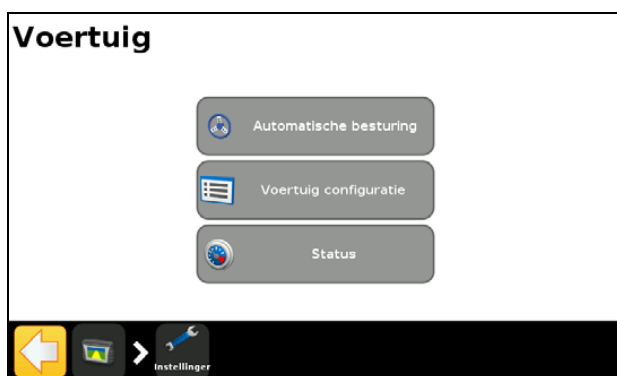 Voertuig
Automatische besturing
Voertuig configuratie
Status
Instellinger